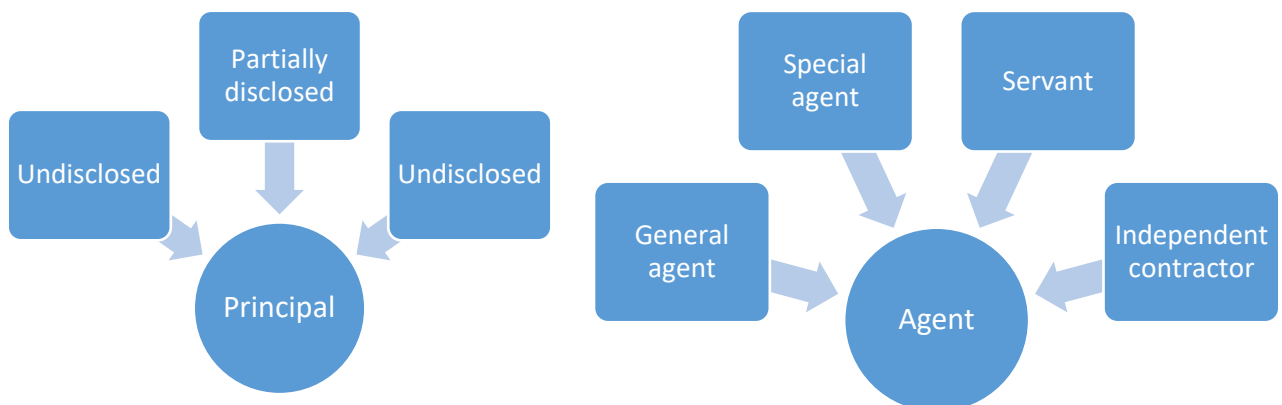 Undisclosed
Partially
disclosed
Undisclosed
Principal
General
agent
Special
agent
Servant
Independent
contractor
Agent